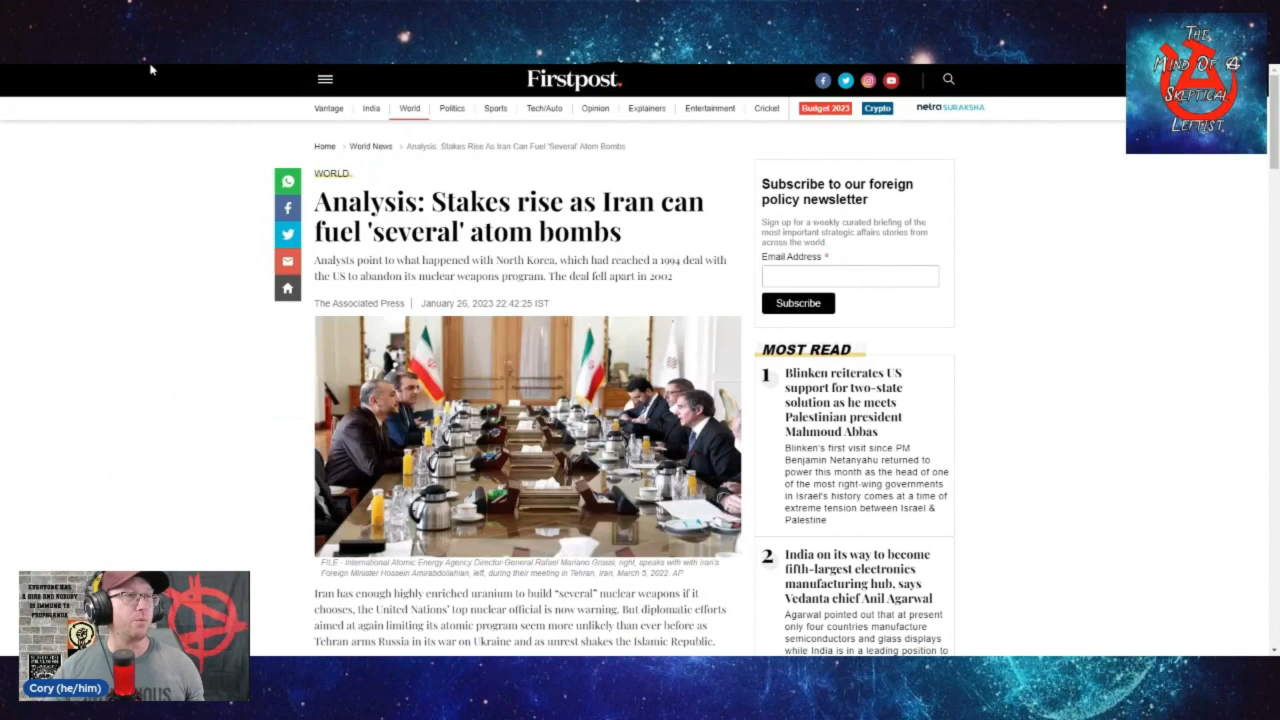 THE
MIND OF A
SKEPTICAL
LEFTIST
Firstpost.
Vantage
India
World
Politics
Sports
Tech/Auto
Opinion
Explainers
Entertainment
Cricket
Budget 2023
Crypto
netra SURAKSHA
Home > World News > Analysis: Stakes Rise As Iran Can Fuel 'Several' Atom Bombs
WORLD
Analysis: Stakes rise as Iran can
fuel 'several' atom bombs
Analysts point to what happened with North Korea, which had reached a 1994 deal with
the US to abandon its nuclear weapons program. The deal fell apart in 2002
The Associated Press | January 26, 2023 22:42:25 IST
FILE - International Atomic Energy Agency Director-General Rafael Mariano Grossi, right, speaks with with Iran's
Foreign Minister Hossein Amirabdollahian, left, during their meeting in Tehran, Iran, March 5, 2022. AP
Iran has enough highly enriched uranium to build “several” nuclear weapons if it
chooses, the United Nations’ top nuclear official is now warning. But diplomatic efforts
aimed at again limiting its atomic program seem more unlikely than ever before as
Tehran arms Russia in its war on Ukraine and as unrest shakes the Islamic Republic.
Subscribe to our foreign
policy newsletter
Sign up for a weekly curated briefing of the
most important strategic affairs stories from
across the world.
Email Address *
Subscribe
MOST READ
1
Blinken reiterates US
support for two-state
solution as he meets
Palestinian president
Mahmoud Abbas
Blinken's first visit since PM
Benjamin Netanyahu returned to
power this month as the head of one
of the most right-wing governments
in Israel's history comes at a time of
extreme tension between Israel &
Palestine
2
India on its way to become
fifth-largest electronics
manufacturing hub, says
Vedanta chief Anil Agarwal
Agarwal pointed out that at present
only four countries manufacture
semiconductors and glass displays
while India is in a leading position to
EVERYONE HAS
A BIAS AND NOBODY
IS IMMUNE TO
PROPAGANDA
Cory (he/him)